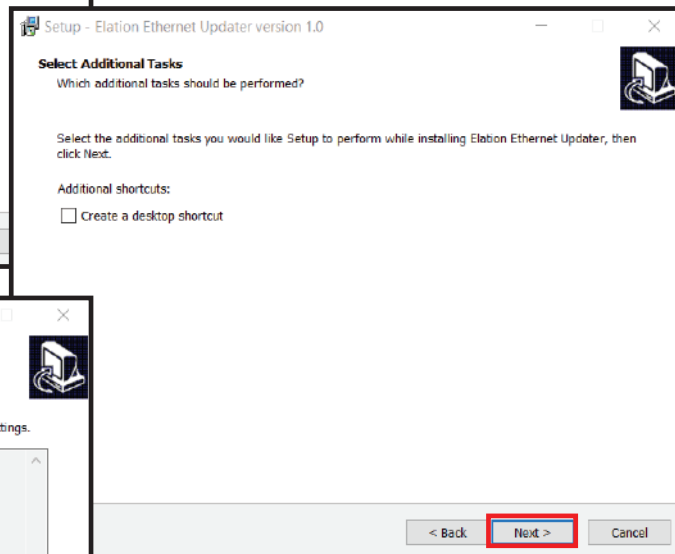 Setup - Elation Ethernet Updater version 1.0
Select Additional Tasks
Which additional tasks should be performed?
Select the additional tasks you would like Setup to perform while installing Elation Ethernet Updater, then
click Next.
Additional shortcuts:
Create a desktop shortcut
< Back
Next >
Cancel